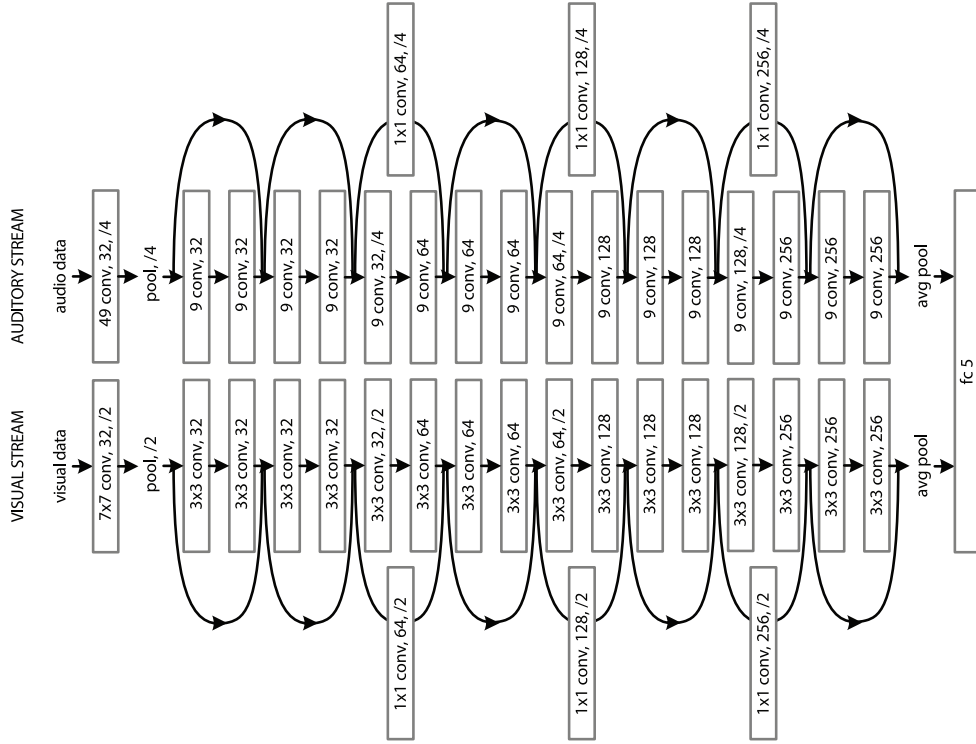 AUDITORY STREAM
audio data
49 conv, 32, /4
pool, /4
9 conv, 32
9 conv, 32
9 conv, 32
9 conv, 32
9 conv, 32, /4
9 conv, 64
9 conv, 64
9 conv, 64
9 conv, 64, /4
9 conv, 128
9 conv, 128
9 conv, 128
9 conv, 128, /4
9 conv, 256
9 conv, 256
9 conv, 256
avg pool
1x1 conv, 64, /4
1x1 conv, 128, /4
1x1 conv, 256, /4
VISUAL STREAM
visual data
7x7 conv, 32, /2
pool, /2
3x3 conv, 32
3x3 conv, 32
3x3 conv, 32
3x3 conv, 32
3x3 conv, 32, /2
3x3 conv, 64
3x3 conv, 64
3x3 conv, 64
3x3 conv, 64, /2
3x3 conv, 128
3x3 conv, 128
3x3 conv, 128
3x3 conv, 128, /2
3x3 conv, 256
3x3 conv, 256
3x3 conv, 256
avg pool
1x1 conv, 64, /2
1x1 conv, 128, /2
1x1 conv, 256, /2
fc 5